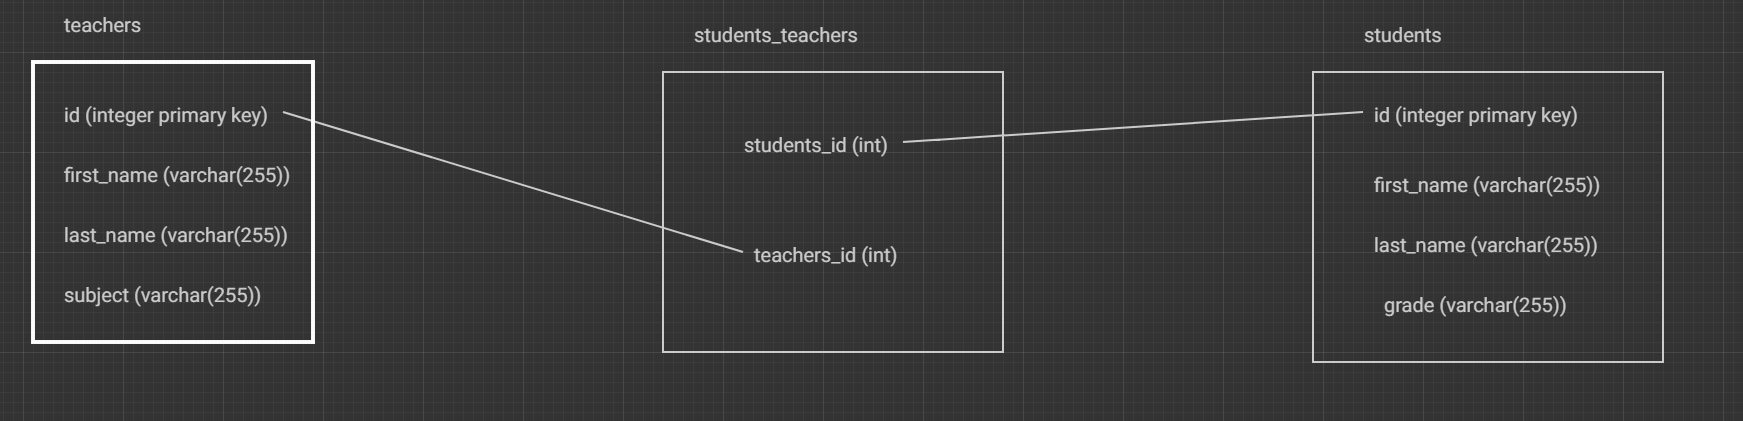 teachers
id (integer primary key)
first_name (varchar(255))
last_name (varchar(255))
subject (varchar(255))
students_teachers
students_id (int)
teachers_id (int)
students
id (integer primary key)
first_name (varchar(255))
last_name (varchar(255))
grade (varchar(255))